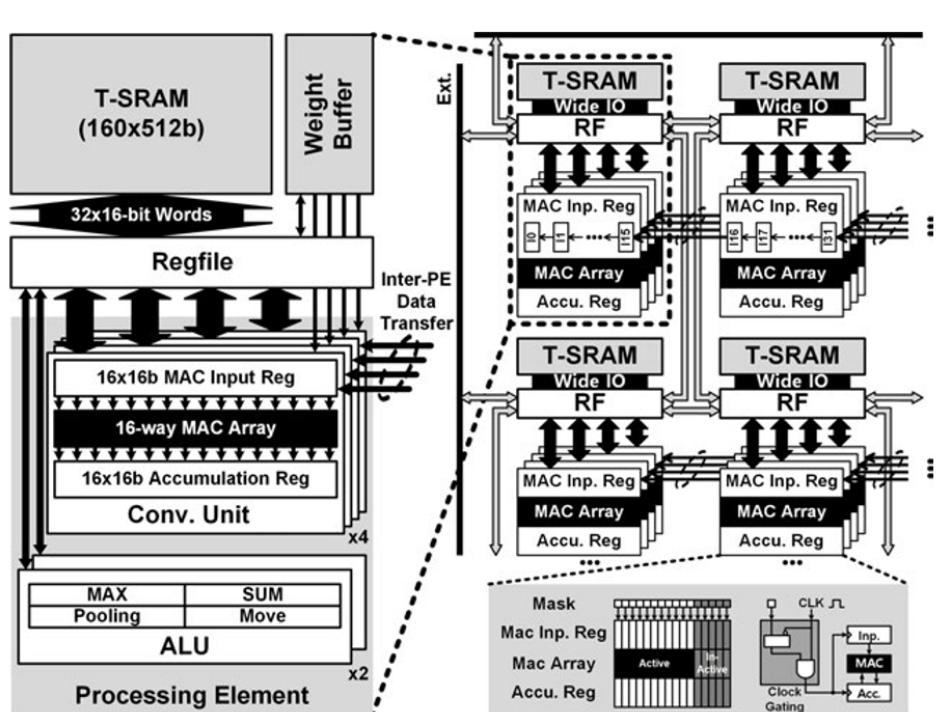 T-SRAM
(160x512b)
Weight
Buffer
32x16-bit Words
Regfile
Inter-PE
Data
Transfer
16x16b MAC Input Reg
16-way MAC Array
16x16b Accumulation Reg
Conv. Unit
x4
MAX
SUM
Pooling
Move
ALU
x2
Processing Element
Ext.
T-SRAM
Wide IO
RF
MAC Inp. Reg
I0
I1
I15
MAC Array
Accu. Reg
T-SRAM
Wide IO
RF
MAC Inp. Reg
I16
I17
I31
MAC Array
Accu. Reg
T-SRAM
Wide IO
RF
MAC Inp. Reg
MAC Array
Accu. Reg
T-SRAM
Wide IO
RF
MAC Inp. Reg
MAC Array
Accu. Reg
Mask
Mac Inp. Reg
Mac Array
Accu. Reg
Active
In-
Active
CLK
Clock
Gating
Inp.
MAC
Acc.